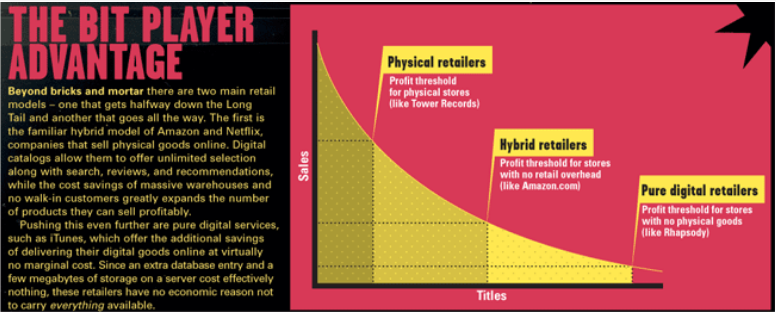 THE BIT PLAYER
ADVANTAGE
Beyond bricks and mortar there are two main retail
models – one that gets halfway down the Long
Tail and another that goes all the way. The first is
the familiar hybrid model of Amazon and Netflix,
companies that sell physical goods online. Digital
catalogs allow them to offer unlimited selection
along with search, reviews, and recommendations,
while the cost savings of massive warehouses and
no walk-in customers greatly expands the number
of products they can sell profitably.
Pushing this even further are pure digital services,
such as iTunes, which offer the additional savings
of delivering their digital goods online at virtually
no marginal cost. Since an extra database entry and a
few megabytes of storage on a server cost effectively
nothing, these retailers have no economic reason not
to carry everything available.
Sales
Physical retailers
Profit threshold
for physical stores
(like Tower Records)
Hybrid retailers
Profit threshold for stores
with no retail overhead
(like Amazon.com)
Pure digital retailers
Profit threshold for stores
with no physical goods
(like Rhapsody)
Titles